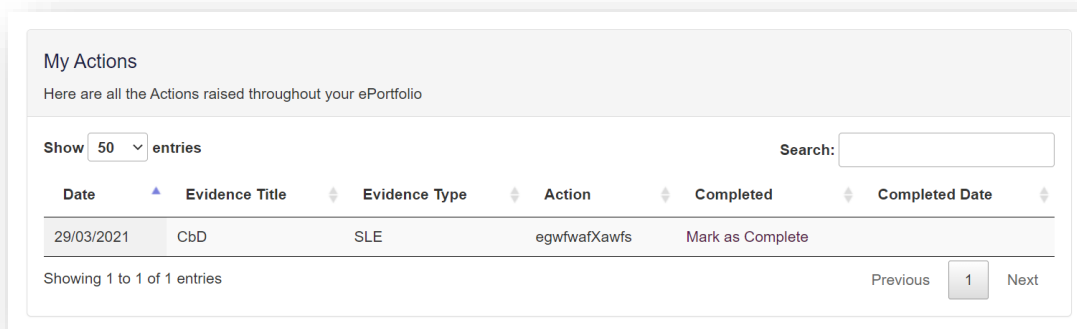 My Actions
Here are all the Actions raised throughout your ePortfolio
Show 50 entries Search:
Date Evidence Title Evidence Type Action Completed Completed Date
29/03/2021 CbD SLE egwfwafXawfs Mark as Complete
Showing 1 to 1 of 1 entries Previous 1 Next